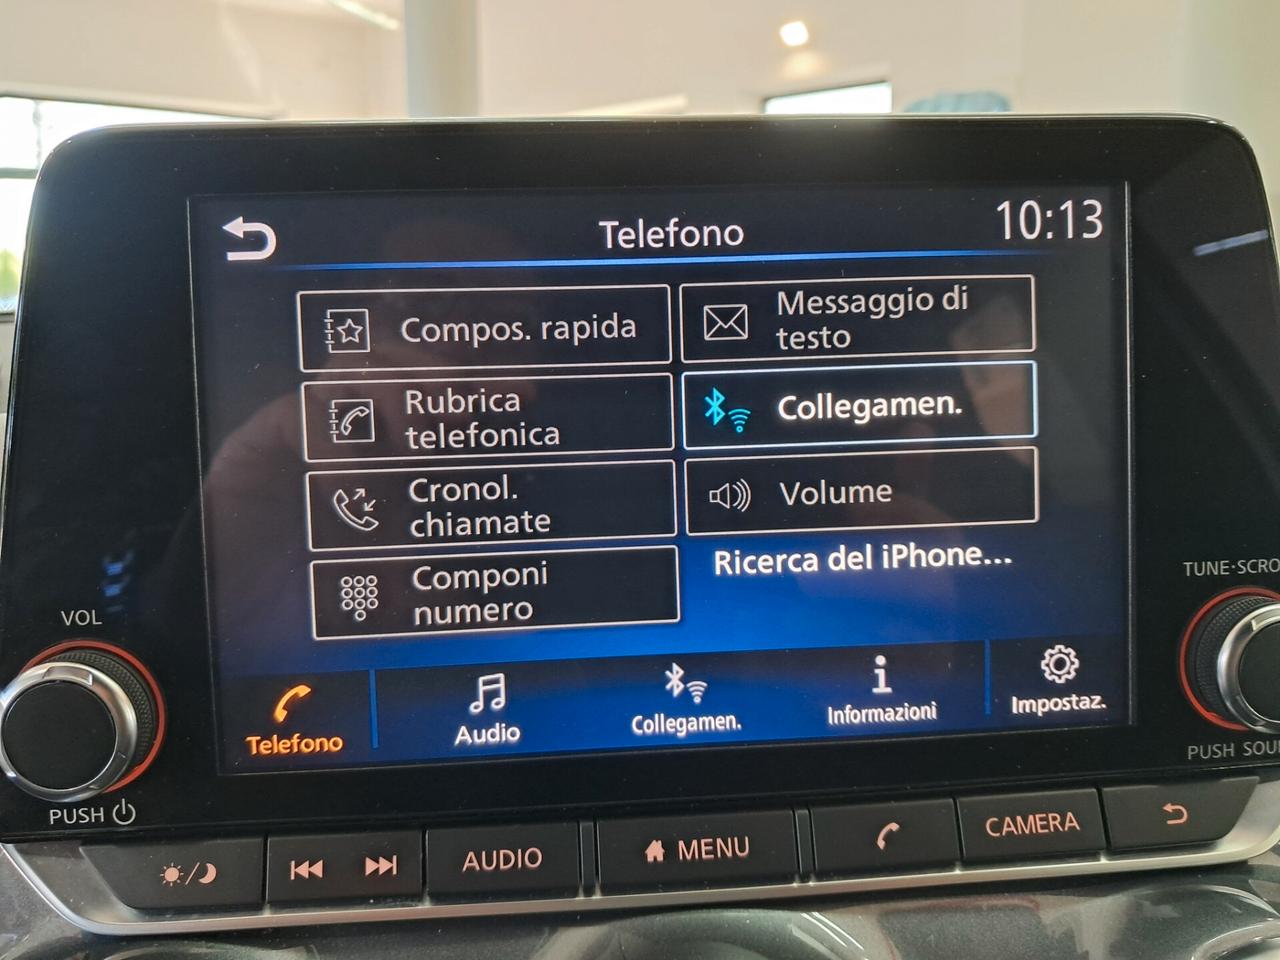 Telefono
10:13
Compos. rapida
Messaggio di
testo
Rubrica
telefonica
Collegamen.
Cronol.
chiamate
Volume
Componi
numero
Ricerca del iPhone...
Telefono
Audio
Collegamen.
Informazioni
Impostaz.
VOL
PUSH
TUNE·SCRO
PUSH SOU
AUDIO
MENU
CAMERA